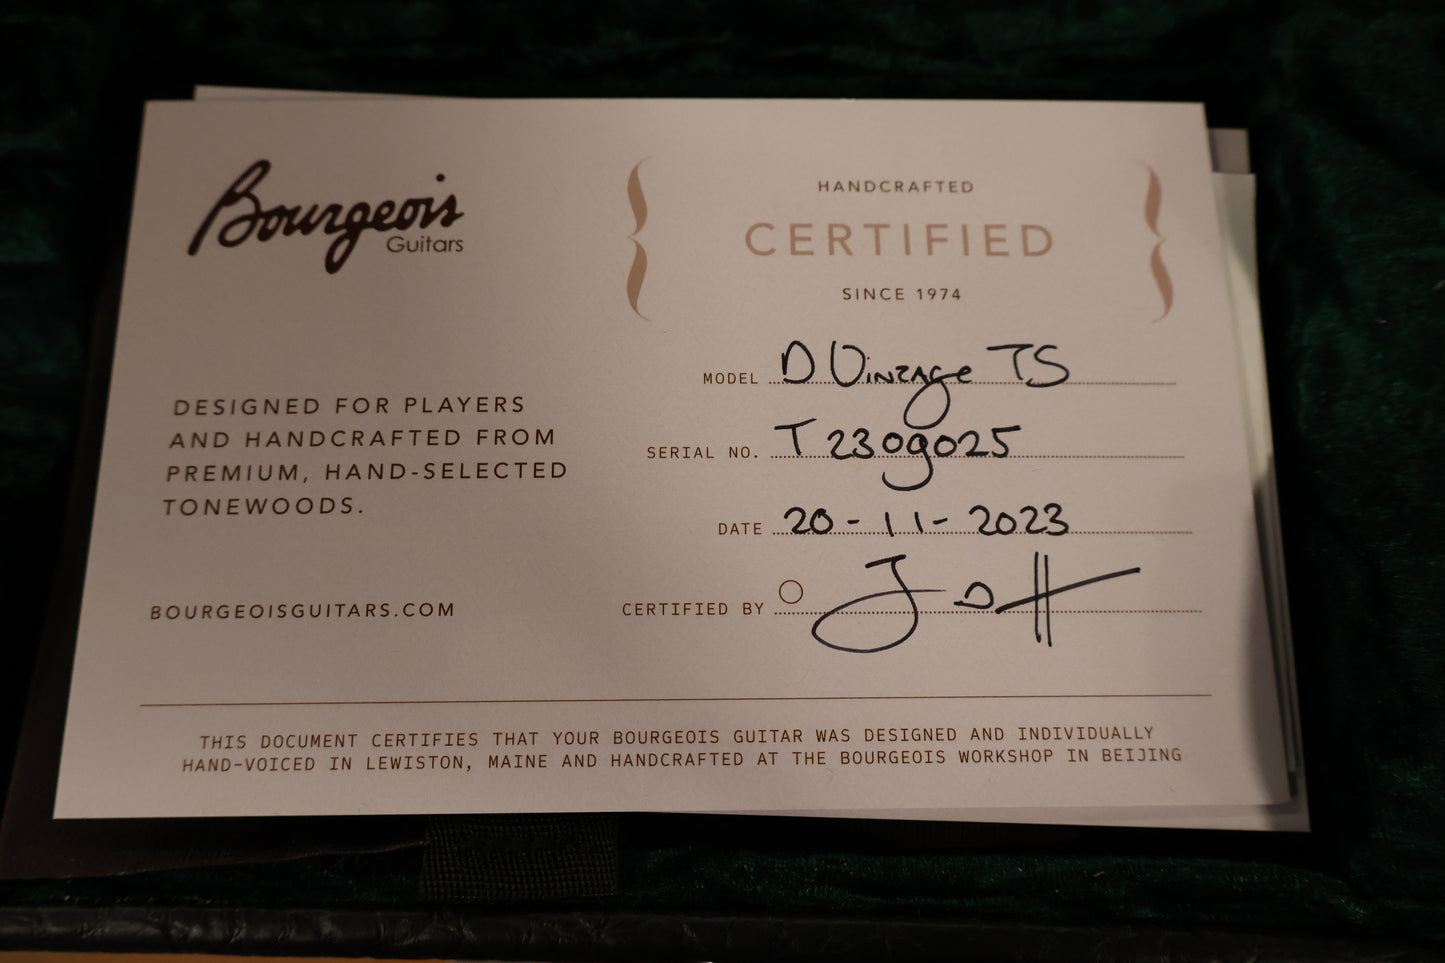 Bourgeois
Guitars
HANDCRAFTED
CERTIFIED
SINCE 1974
DESIGNED FOR PLAYERS
AND HANDCRAFTED FROM
PREMIUM, HAND-SELECTED
TONEWOODS.
BOURGEOISGUITARS.COM
MODEL D Vintage TS
SERIAL NO. T2309025
DATE 20-11-2023
CERTIFIED BY
THIS DOCUMENT CERTIFIES THAT YOUR BOURGEOIS GUITAR WAS DESIGNED AND INDIVIDUALLY
HAND-VOICED IN LEWISTON, MAINE AND HANDCRAFTED AT THE BOURGEOIS WORKSHOP IN BEIJING